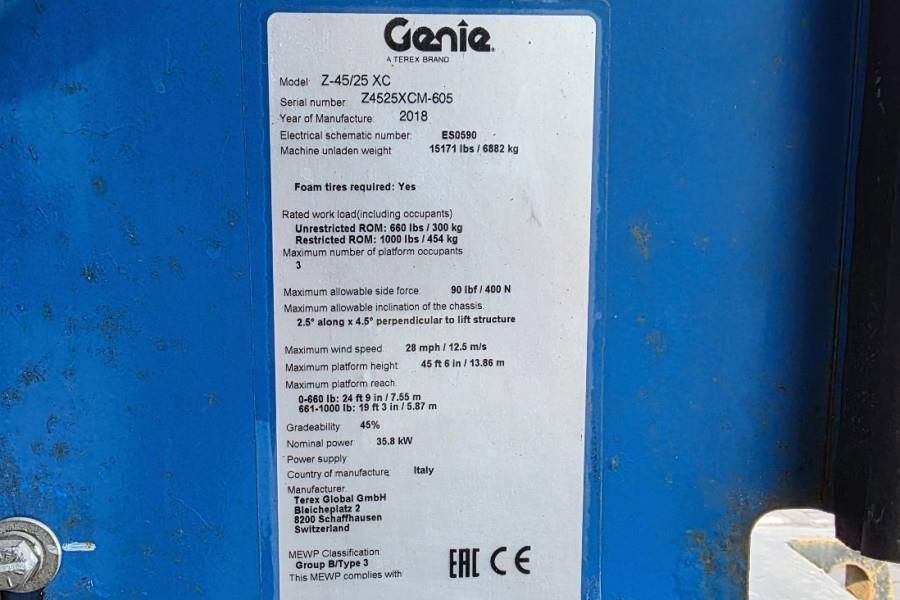 Genie
A TEREX BRAND
Model: Z-45/25 XC
Serial number: Z4525XCM-605
Year of Manufacture: 2018
Electrical schematic number: ES0590
Machine unladen weight: 15171 lbs / 6882 kg
Foam tires required: Yes
Rated work load(including occupants)
Unrestricted ROM: 660 lbs / 300 kg
Restricted ROM: 1000 lbs / 454 kg
Maximum number of platform occupants
3
Maximum allowable side force: 90 lbf / 400 N
Maximum allowable inclination of the chassis:
2.5° along x 4.5° perpendicular to lift structure
Maximum wind speed 28 mph / 12.5 m/s
Maximum platform height: 45 ft 6 in / 13.86 m
Maximum platform reach:
0-660 lb: 24 ft 9 in / 7.55 m
661-1000 lb: 19 ft 3 in / 5.87 m
Gradeability 45%
Nominal power 35.8 kW
Power supply
Country of manufacture: Italy
Manufacturer:
Terex Global GmbH
Bleicheplatz 2
8200 Schaffhausen
Switzerland
MEWP Classification:
Group B/Type 3
This MEWP complies with:
EAC CE